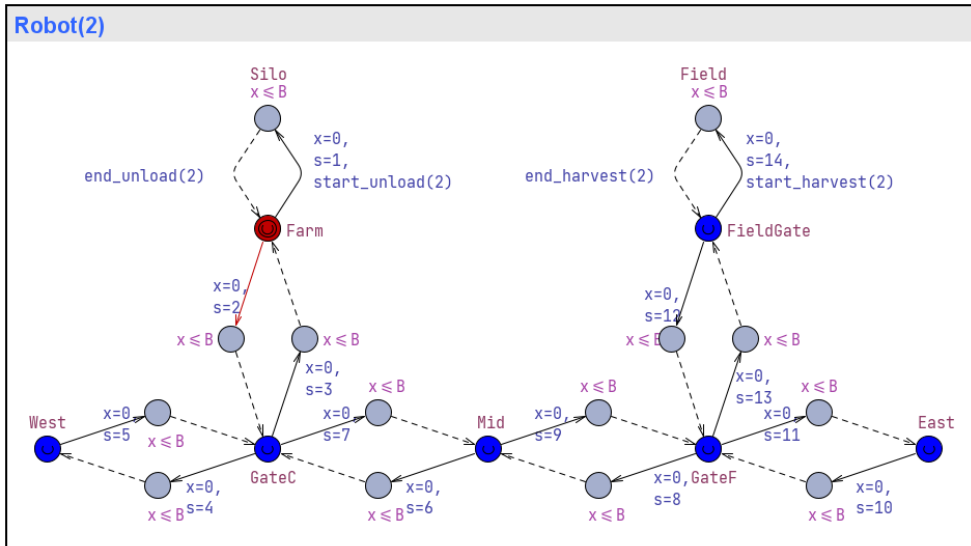 Robot(2)
Silo
x ≤ B
Field
x ≤ B
x=0,
s=1,
start_unload(2)
end_unload(2)
x=0,
s=14,
start_harvest(2)
end_harvest(2)
Farm
FieldGate
x=0,
s=2
x ≤ B
x ≤ B
x=0,
s=3
x=0,
s=12
x ≤ B
x ≤ B
x=0,
s=13
West
x=0,
s=5
x ≤ B
x ≤ B
x=0,
s=7
Mid
x=0,
s=9
x ≤ B
x ≤ B
x=0,
s=11
East
GateC
GateF
x=0,
s=4
x ≤ B
x=0,
s=6
x ≤ B
x=0,
s=8
x ≤ B
x=0,
s=10
x ≤ B